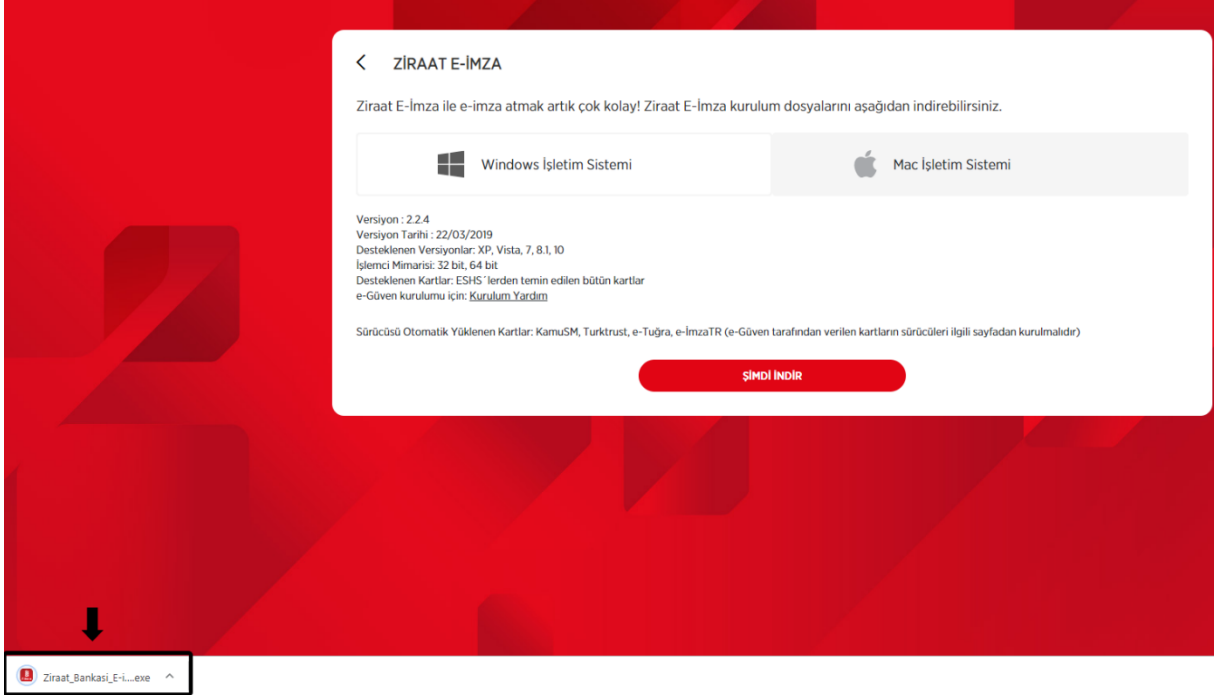 ZİRAAT E-İMZA
Ziraat E-İmza ile e-imza atmak artık çok kolay! Ziraat E-İmza kurulum dosyalarını aşağıdan indirebilirsiniz.
Windows İşletim Sistemi
Mac İşletim Sistemi
Versiyon : 2.2.4
Versiyon Tarihi : 22/03/2019
Desteklenen Versiyonlar: XP, Vista, 7, 8.1, 10
İşlemci Mimarisi: 32 bit, 64 bit
Desteklenen Kartlar: ESHS´lerden temin edilen bütün kartlar
e-Güven kurulumu için: Kurulum Yardım
Sürücüsü Otomatik Yüklenen Kartlar: KamuSM, Turktrust, e-Tuğra, e-İmzaTR (e-Güven tarafından verilen kartların sürücüleri ilgili sayfadan kurulmalıdır)
ŞİMDİ İNDİR
Ziraat_Bankasi_E-i....exe